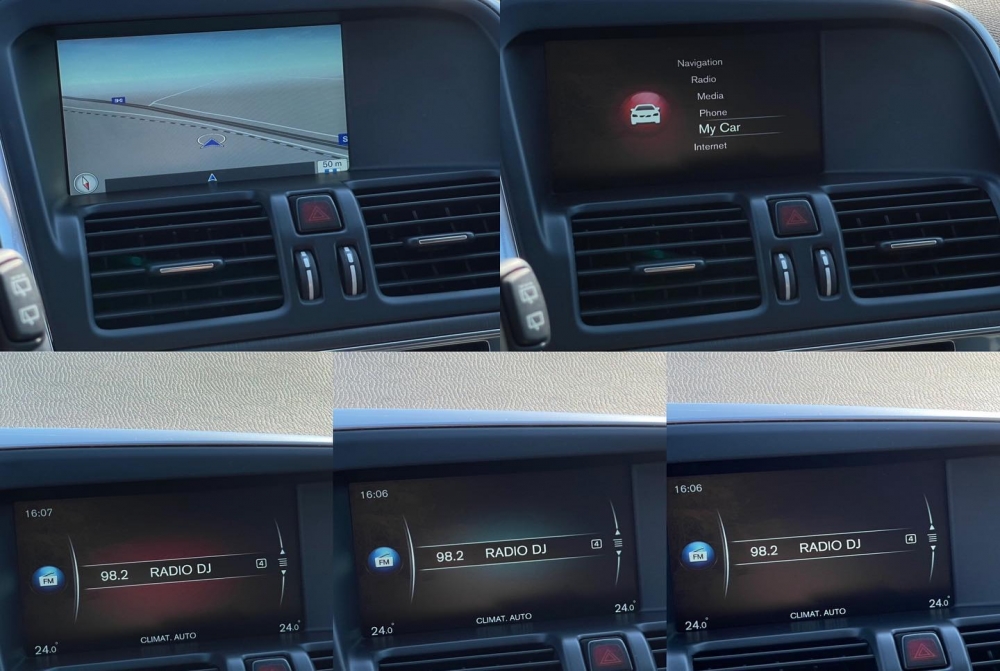 50 m
S
Navigation
Radio
Media
Phone
My Car
Internet
16:07
FM
98.2 RADIO DJ 4
24.0°
CLIMAT. AUTO
24.0°
16:06
FM
98.2 RADIO DJ 4
24.0°
CLIMAT. AUTO
24.0°
16:06
FM
98.2 RADIO DJ 4
24.0°
CLIMAT. AUTO
24.0°